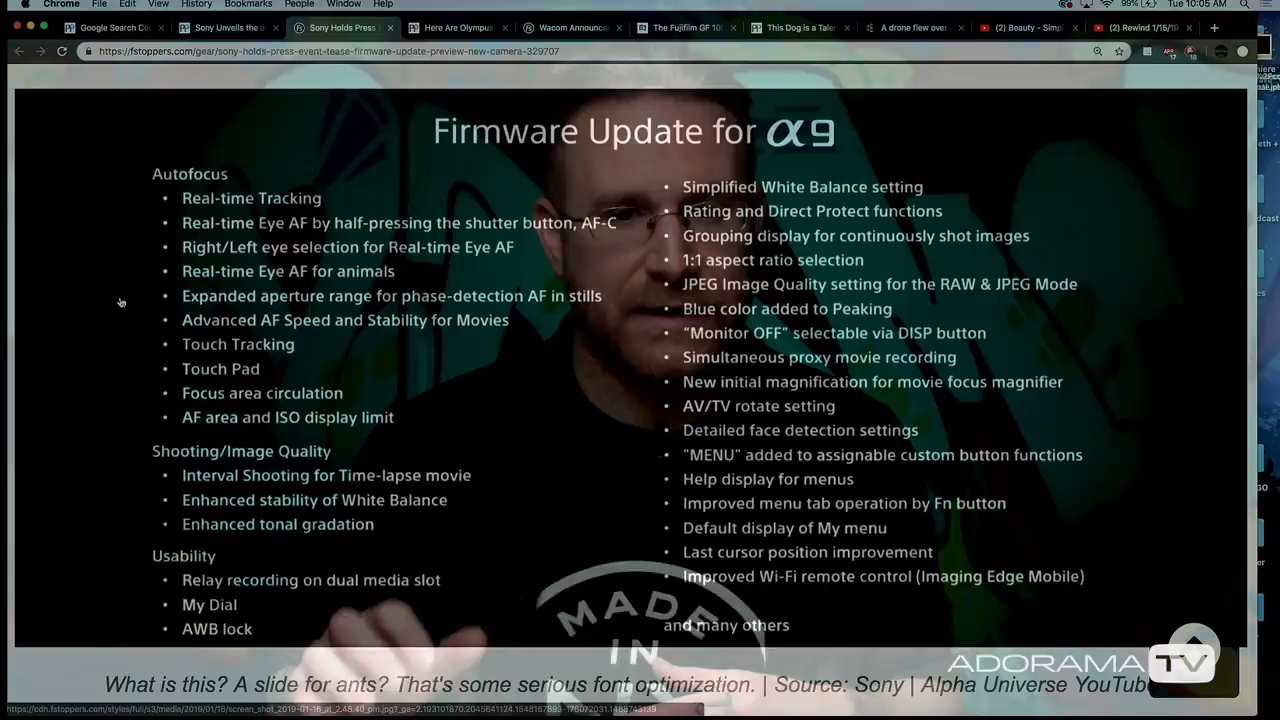 Chrome File Edit View History Bookmarks People Window Help 99% Tue 10:05 AM
Google Search Co Sony Unveils the Sony Holds Press Here Are Olympus Wacom Announce The Fujifilm GF 10 This Dog is a Tale A drone flew over (2) Beauty - Simpl (2) Rewind 1/15/19
https://fstoppers.com/gear/sony-holds-press-event-tease-firmware-update-preview-new-camera-329707
Firmware Update for α9
Autofocus
• Real-time Tracking
• Real-time Eye AF by half-pressing the shutter button, AF-C
• Right/Left eye selection for Real-time Eye AF
• Real-time Eye AF for animals
• Expanded aperture range for phase-detection AF in stills
• Advanced AF Speed and Stability for Movies
• Touch Tracking
• Touch Pad
• Focus area circulation
• AF area and ISO display limit
Shooting/Image Quality
• Interval Shooting for Time-lapse movie
• Enhanced stability of White Balance
• Enhanced tonal gradation
Usability
• Relay recording on dual media slot
• My Dial
• AWB lock
• Simplified White Balance setting
• Rating and Direct Protect functions
• Grouping display for continuously shot images
• 1:1 aspect ratio selection
• JPEG Image Quality setting for the RAW & JPEG Mode
• Blue color added to Peaking
• "Monitor OFF" selectable via DISP button
• Simultaneous proxy movie recording
• New initial magnification for movie focus magnifier
• AV/TV rotate setting
• Detailed face detection settings
• "MENU" added to assignable custom button functions
• Help display for menus
• Improved menu tab operation by Fn button
• Default display of My menu
• Last cursor position improvement
• Improved Wi-Fi remote control (Imaging Edge Mobile)
and many others
MADE
IN
ADORAMA TV
What is this? A slide for ants? That's some serious font optimization. | Source: Sony | Alpha Universe YouTube